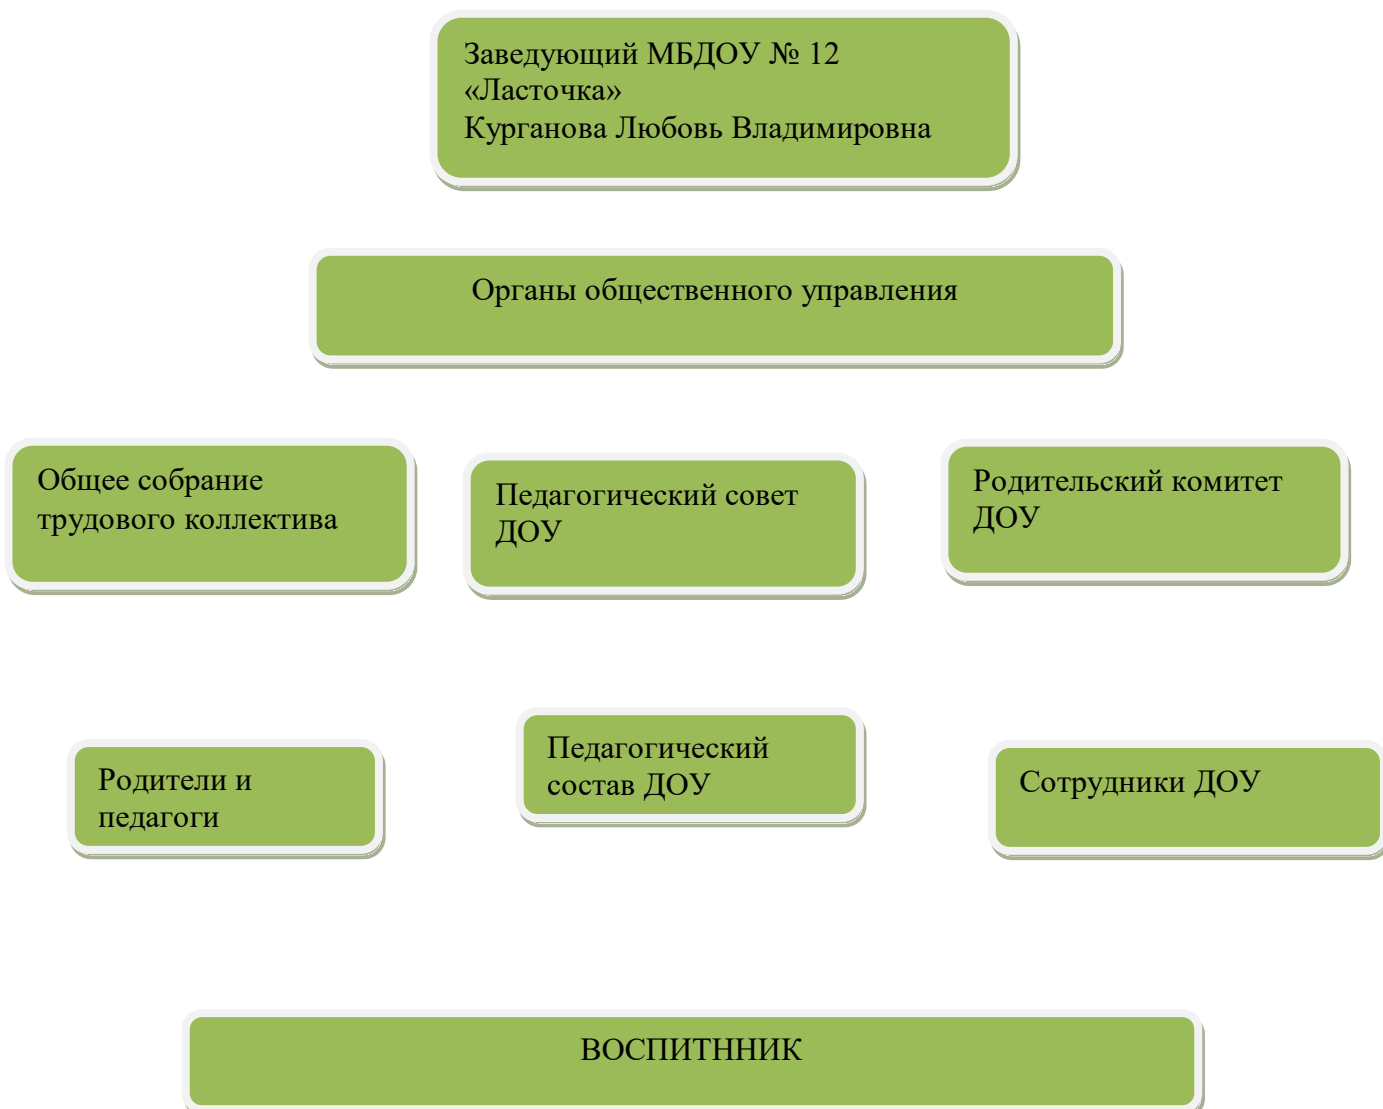 Заведующий МБДОУ № 12
«Ласточка»
Курганова Любовь Владимировна
Органы общественного управления
Общее собрание
трудового коллектива
Педагогический совет
ДОУ
Родительский комитет
ДОУ
Родители и
педагоги
Педагогический
состав ДОУ
Сотрудники ДОУ
ВОСПИТННИК